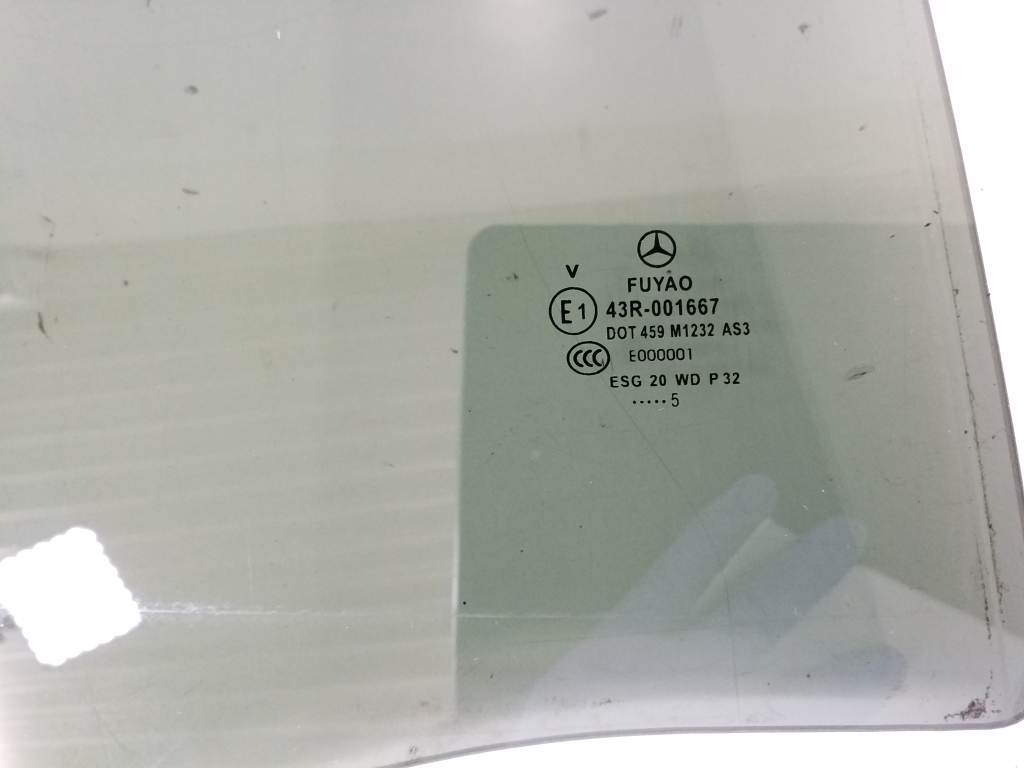 V
FUYAO
E1 43R-001667
DOT 459 M1232 AS3
CCC E000001
ESG 20 WD P 32
·····5